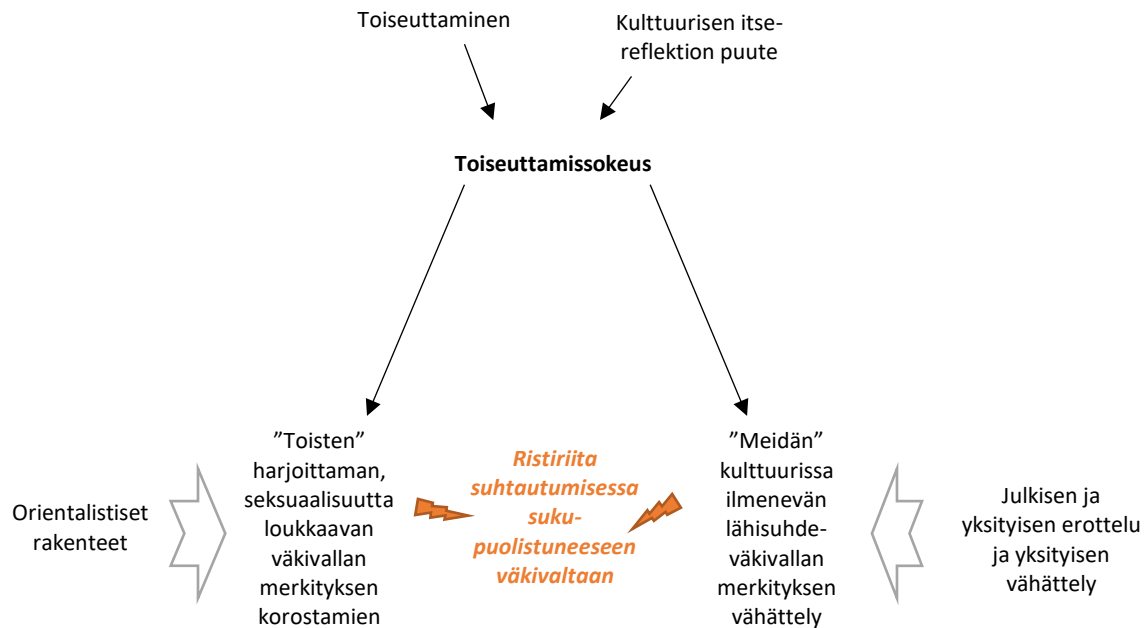 Toiseuttaminen
Kulttuurisen itse-
reflektion puute
Toiseuttamissokeus
Orientalistiset
rakenteet
”Toisten”
harjoittaman,
seksuaalisuutta
loukkaavan
väkivallan
merkityksen
korostamien
Ristiriita
suhtautumisessa
suku-
puolistuneeseen
väkivaltaan
”Meidän”
kulttuurissa
ilmenevän
lähisuhde-
väkivallan
merkityksen
vähättely
Julkisen ja
yksityisen erottelu
ja yksityisen
vähättely